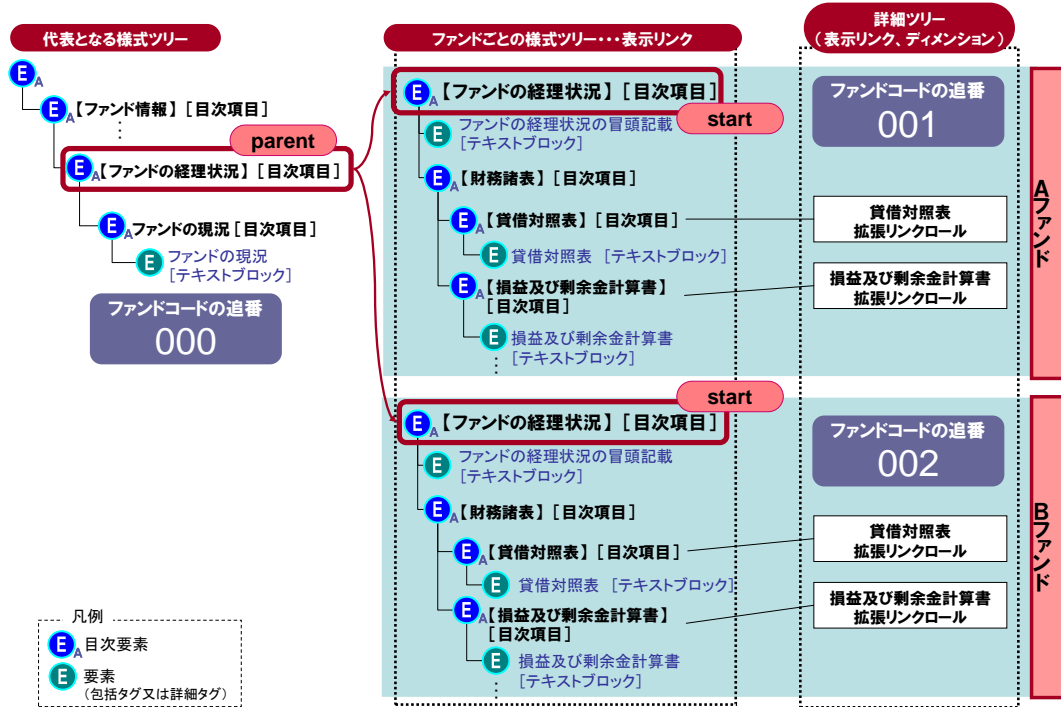 代表となる様式ツリー
E A
E A 【ファンド情報】［目次項目］
⋮
parent
E A 【ファンドの経理状況】［目次項目］
E A ファンドの現況［目次項目］
E ファンドの現況
［テキストブロック］
ファンドコードの追番
000
凡例
E A 目次要素
E 要素
（包括タグ又は詳細タグ）
ファンドごとの様式ツリー・・・表示リンク
E A 【ファンドの経理状況】［目次項目］
start
E ファンドの経理状況の冒頭記載
［テキストブロック］
E A 【財務諸表】［目次項目］
E A 【貸借対照表】［目次項目］
E 貸借対照表 ［テキストブロック］
E A 【損益及び剰余金計算書】
［目次項目］
E 損益及び剰余金計算書
［テキストブロック］
⋮
start
E A 【ファンドの経理状況】［目次項目］
E ファンドの経理状況の冒頭記載
［テキストブロック］
E A 【財務諸表】［目次項目］
E A 【貸借対照表】［目次項目］
E 貸借対照表 ［テキストブロック］
E A 【損益及び剰余金計算書】
［目次項目］
E 損益及び剰余金計算書
［テキストブロック］
⋮
詳細ツリー
（表示リンク、ディメンション）
ファンドコードの追番
001
貸借対照表
拡張リンクロール
損益及び剰余金計算書
拡張リンクロール
Aファンド
ファンドコードの追番
002
貸借対照表
拡張リンクロール
損益及び剰余金計算書
拡張リンクロール
Bファンド